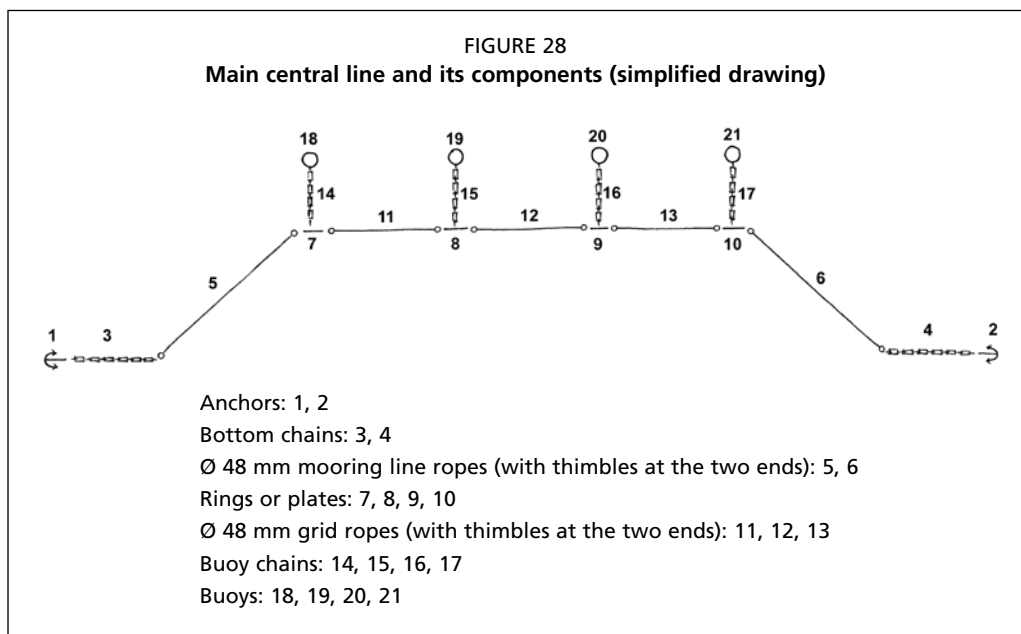 FIGURE 28
Main central line and its components (simplified drawing)
18 19 20 21
14 15 16 17
11 12 13
7 8 9 10
5 6
1 3 4 2
Anchors: 1, 2
Bottom chains: 3, 4
Ø 48 mm mooring line ropes (with thimbles at the two ends): 5, 6
Rings or plates: 7, 8, 9, 10
Ø 48 mm grid ropes (with thimbles at the two ends): 11, 12, 13
Buoy chains: 14, 15, 16, 17
Buoys: 18, 19, 20, 21